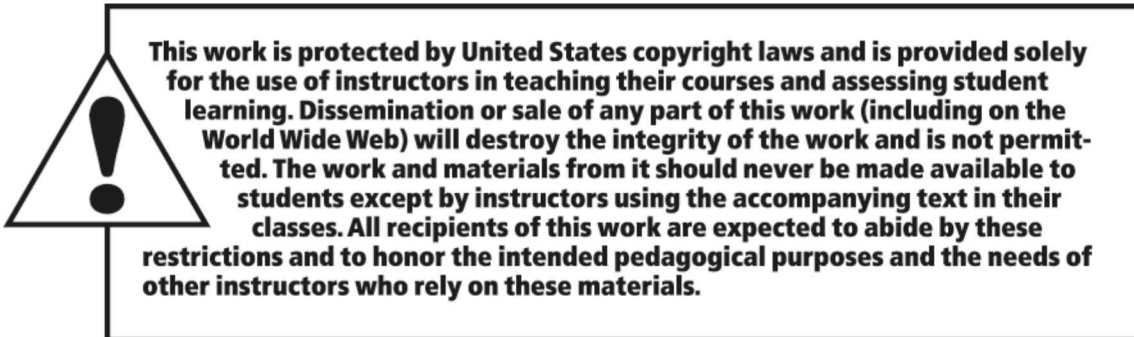 This work is protected by United States copyright laws and is provided solely
for the use of instructors in teaching their courses and assessing student
learning. Dissemination or sale of any part of this work (including on the
World Wide Web) will destroy the integrity of the work and is not permit-
ted. The work and materials from it should never be made available to
students except by instructors using the accompanying text in their
classes. All recipients of this work are expected to abide by these
restrictions and to honor the intended pedagogical purposes and the needs of
other instructors who rely on these materials.